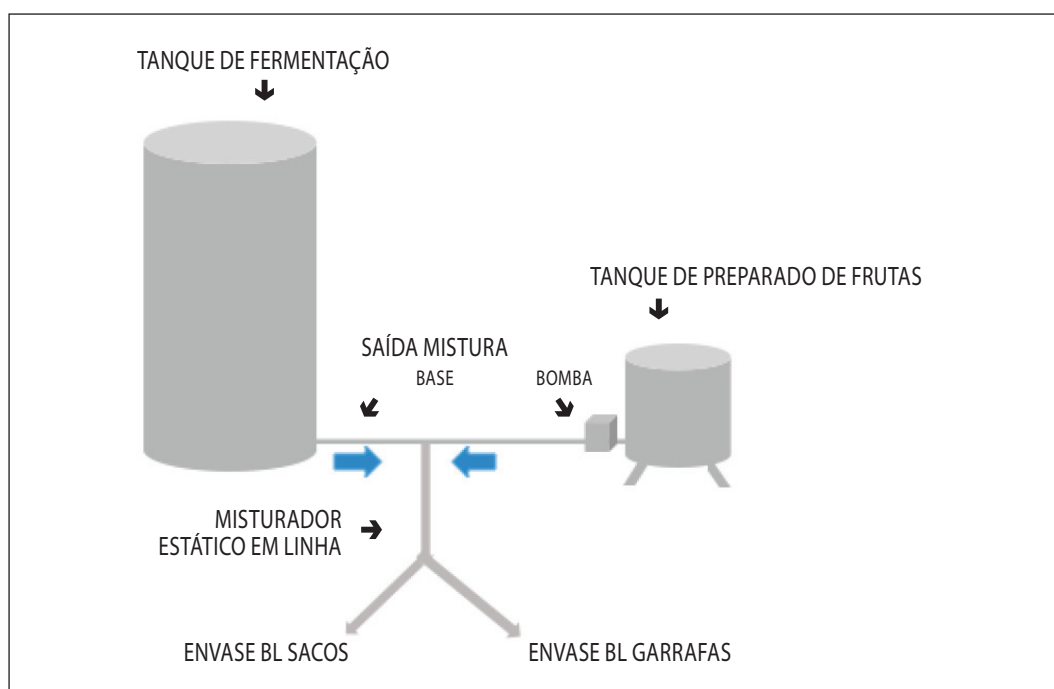 TANQUE DE FERMENTAÇÃO
TANQUE DE PREPARADO DE FRUTAS
SAÍDA MISTURA
BASE
BOMBA
MISTURADOR
ESTÁTICO EM LINHA
ENVASE BL SACOS
ENVASE BL GARRAFAS